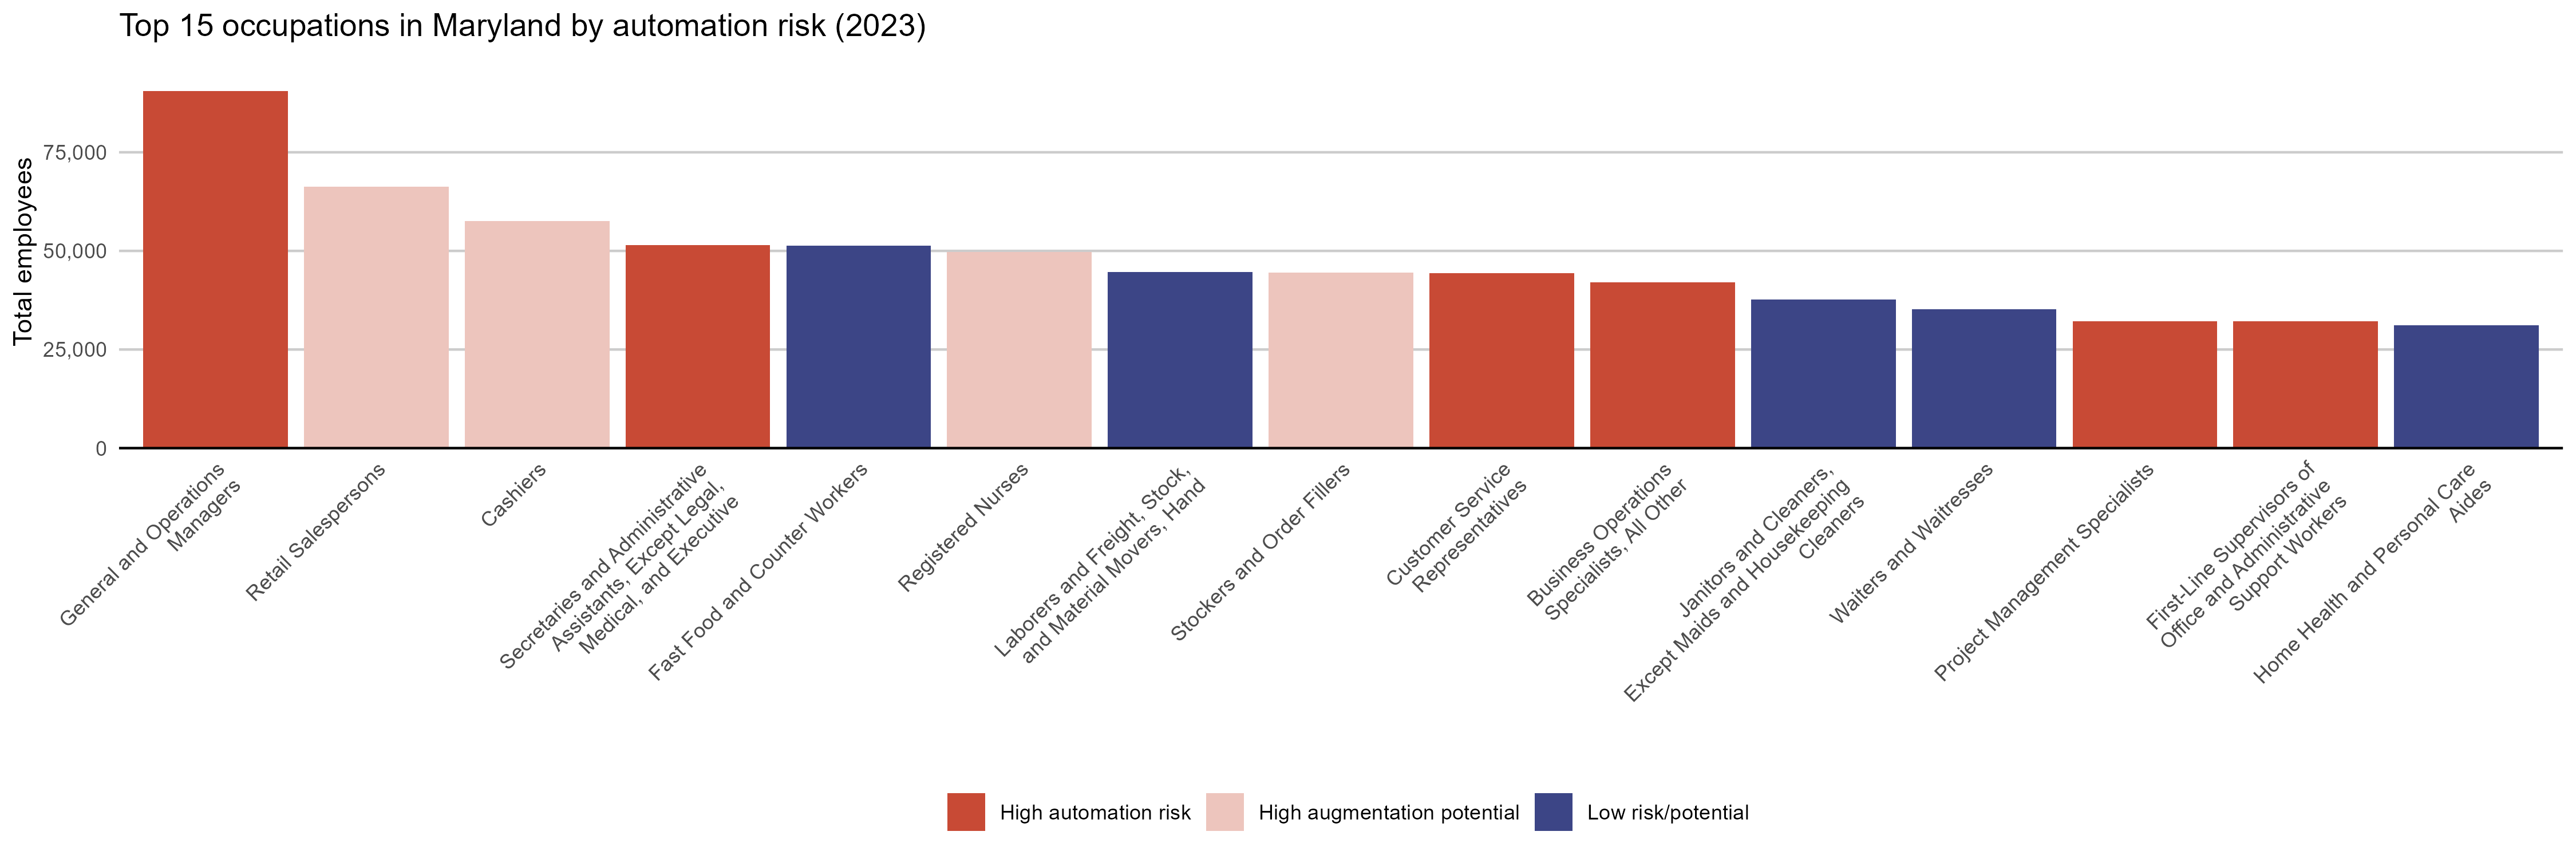 Top 15 occupations in Maryland by automation risk (2023)
Total employees
75,000
50,000
25,000
0
General and Operations
Managers
Retail Salespersons
Cashiers
Secretaries and Administrative
Assistants, Except Legal,
Medical, and Executive
Fast Food and Counter Workers
Registered Nurses
Laborers and Freight, Stock,
and Material Movers, Hand
Stockers and Order Fillers
Customer Service
Representatives
Business Operations
Specialists, All Other
Janitors and Cleaners,
Except Maids and Housekeeping
Cleaners
Waiters and Waitresses
Project Management Specialists
First-Line Supervisors of
Office and Administrative
Support Workers
Home Health and Personal Care
Aides
High automation risk
High augmentation potential
Low risk/potential